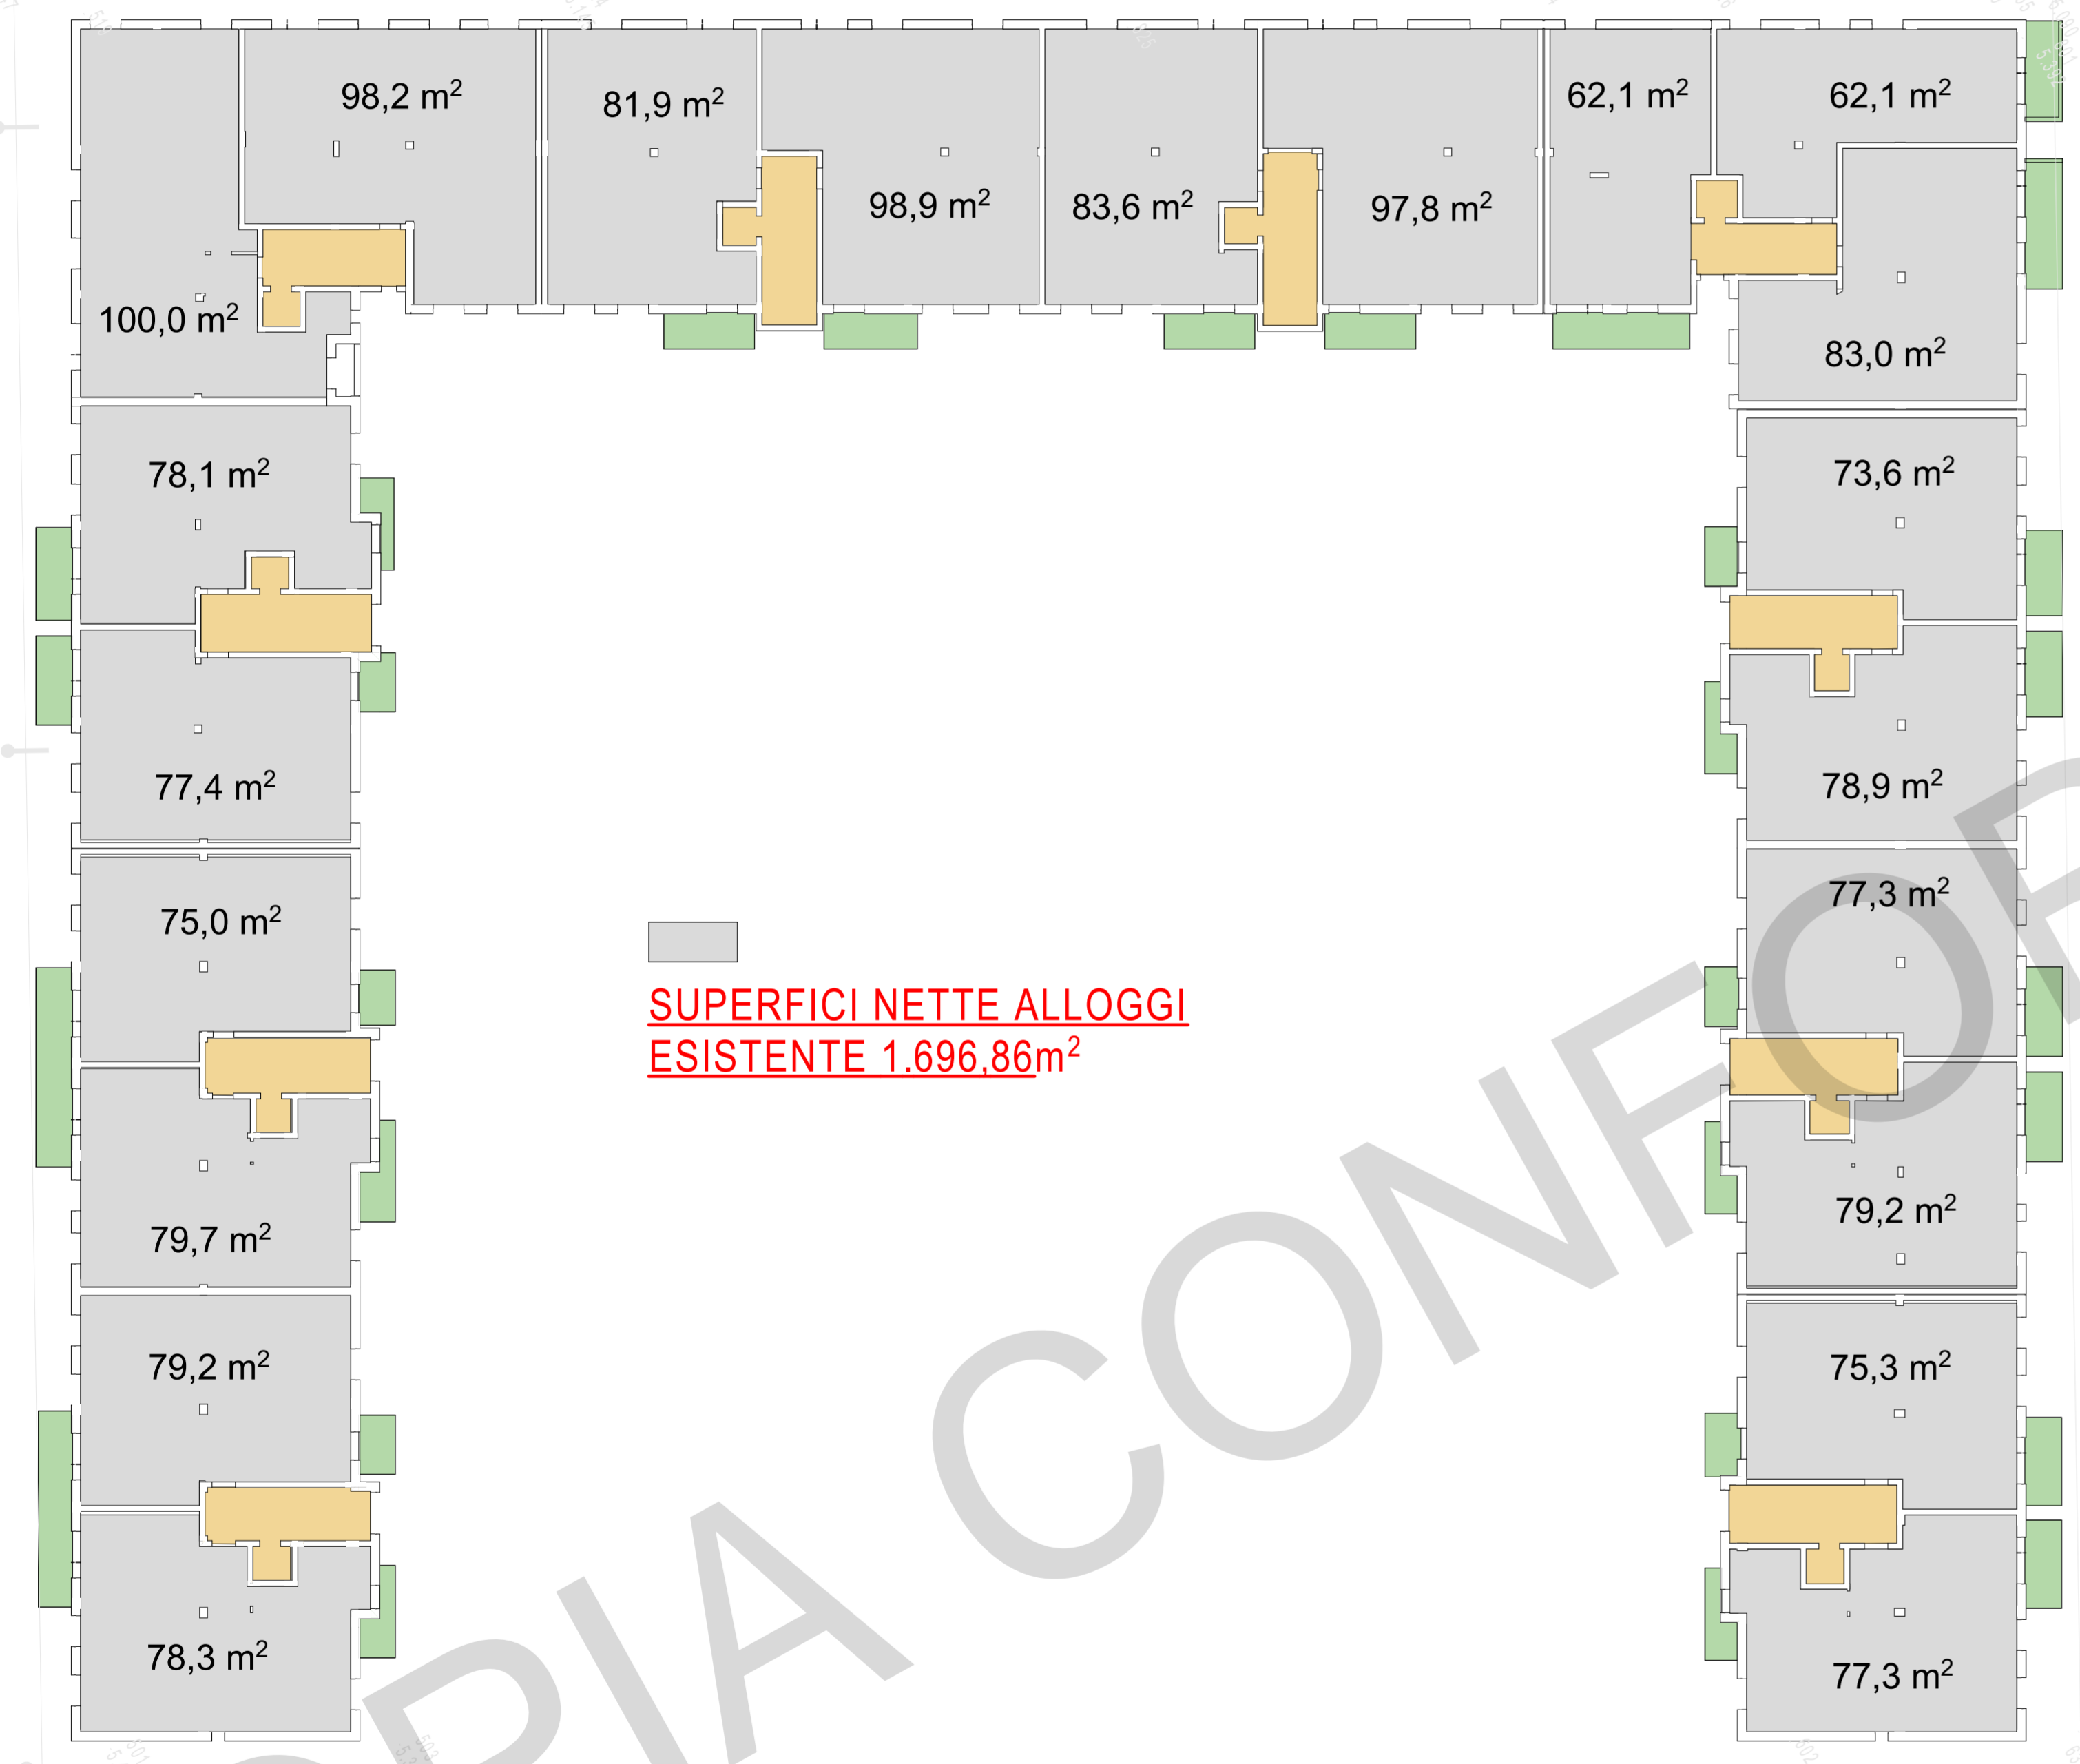 98,2 m²
81,9 m²
62,1 m²
62,1 m²
98,9 m²
83,6 m²
97,8 m²
100,0 m²
83,0 m²
78,1 m²
73,6 m²
77,4 m²
78,9 m²
75,0 m²
77,3 m²
SUPERFICI NETTE ALLOGGI
ESISTENTE 1.696,86m²
79,7 m²
79,2 m²
79,2 m²
75,3 m²
78,3 m²
77,3 m²
PIA CONFOR